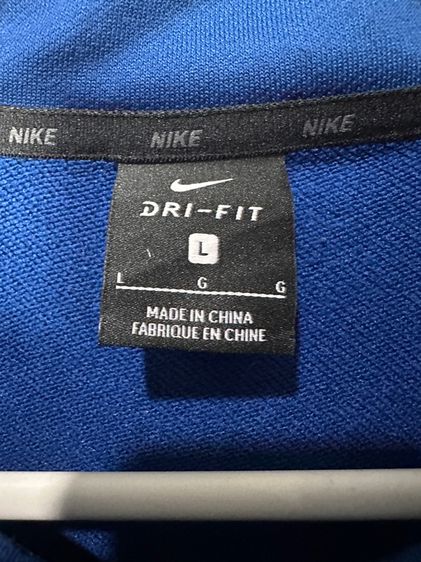 NIKE NIKE NIKE
DRI-FIT
L
L G G
MADE IN CHINA
FABRIQUE EN CHINE